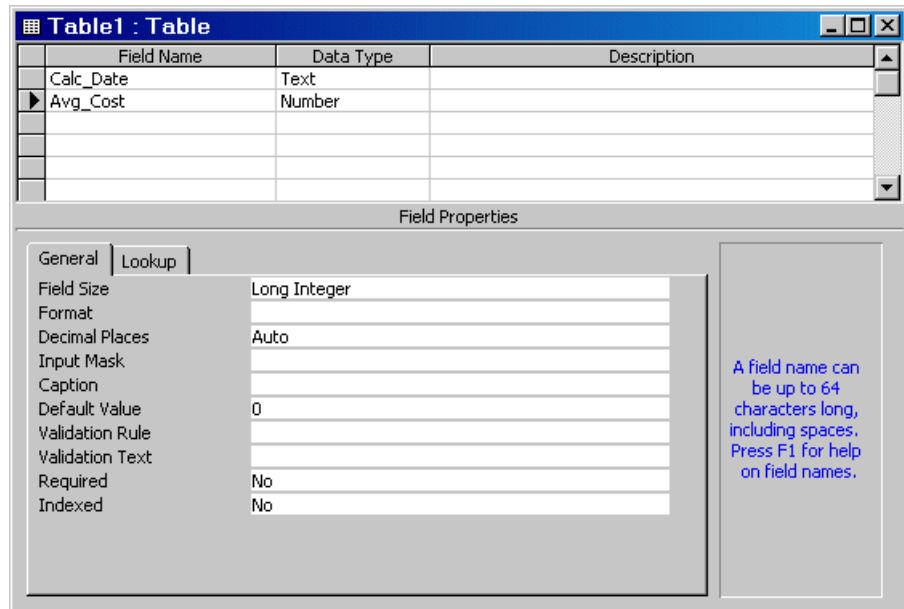 Table1 : Table
Field Name Data Type Description
Calc_Date Text
Avg_Cost Number
Field Properties
General Lookup
Field Size Long Integer
Format
Decimal Places Auto
Input Mask
Caption
Default Value 0
Validation Rule
Validation Text
Required No
Indexed No
A field name can
be up to 64
characters long,
including spaces.
Press F1 for help
on field names.